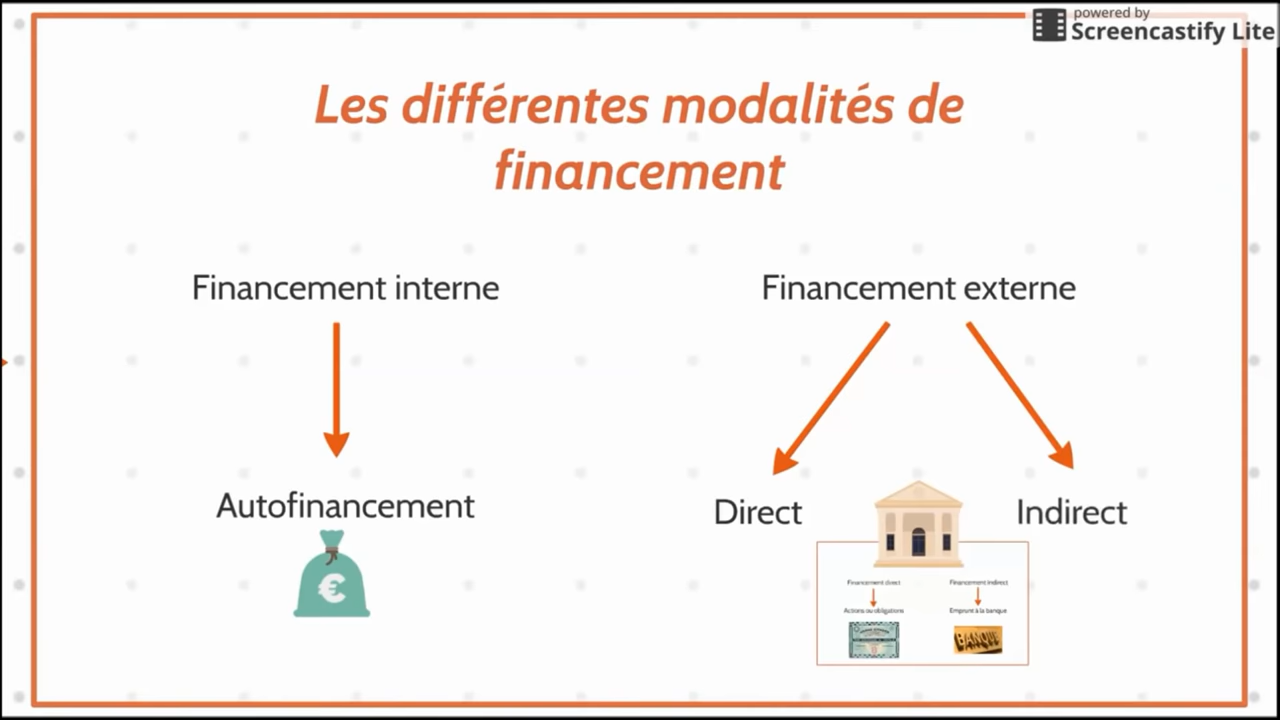 powered by
Screencastify Lite
Les différentes modalités de
financement
Financement interne
Financement externe
Autofinancement
Direct
Indirect
€
Financement direct
Financement indirect
Actions ou obligations
Emprunt à la banque
BANQUE